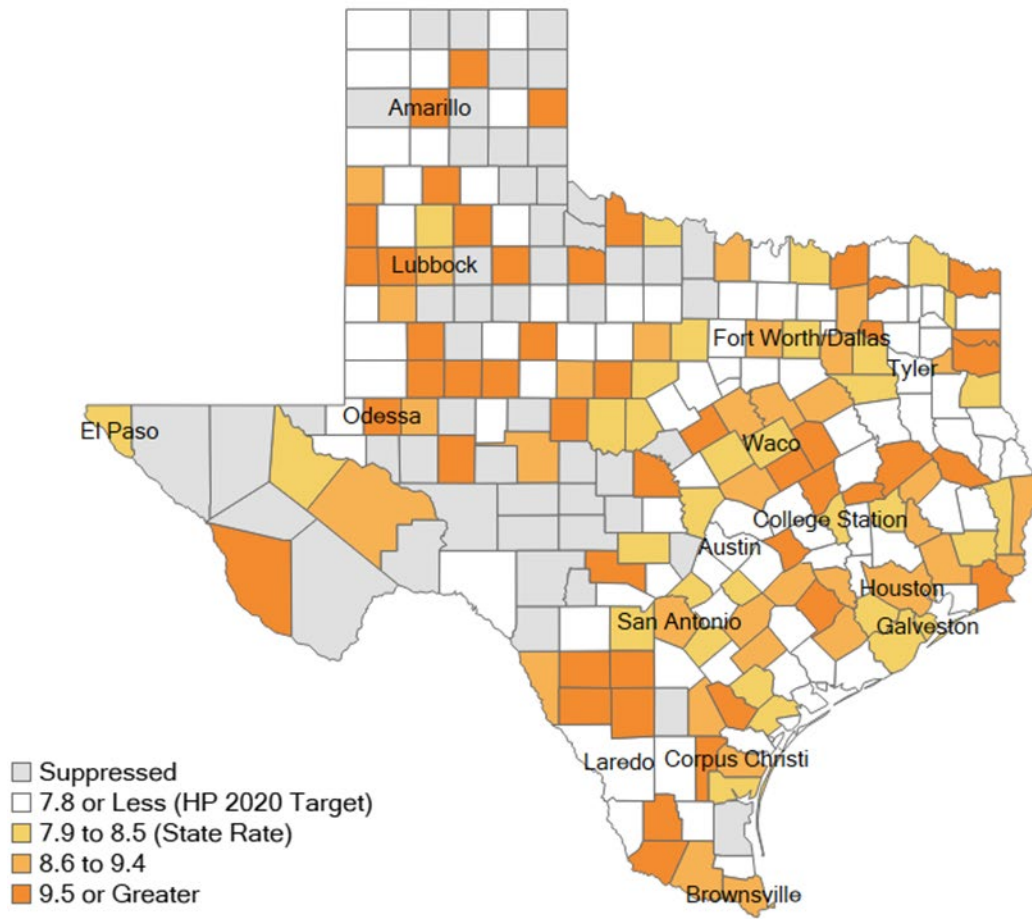 Amarillo
Lubbock
Fort Worth/Dallas
Tyler
Odessa
El Paso
Waco
College Station
Austin
Houston
San Antonio
Galveston
Laredo
Corpus Christi
Brownsville
Suppressed
7.8 or Less (HP 2020 Target)
7.9 to 8.5 (State Rate)
8.6 to 9.4
9.5 or Greater